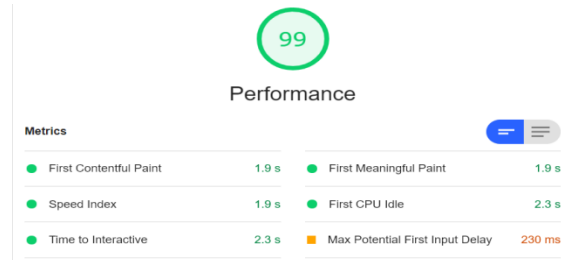 99
Performance
Metrics
First Contentful Paint 1.9 s
First Meaningful Paint 1.9 s
Speed Index 1.9 s
First CPU Idle 2.3 s
Time to Interactive 2.3 s
Max Potential First Input Delay 230 ms